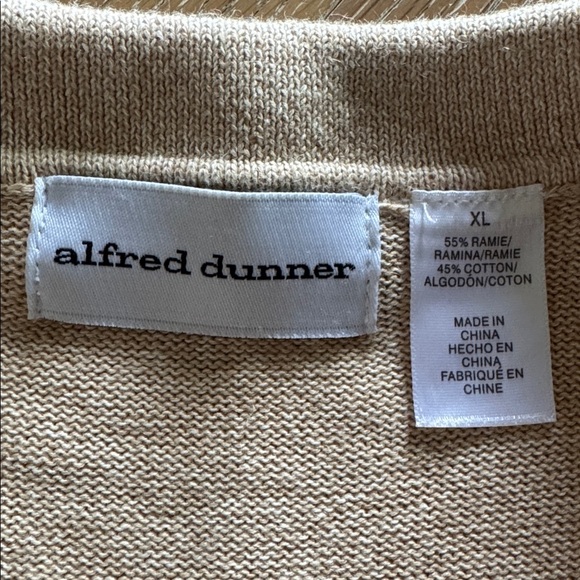 alfred dunner
XL
55% RAMIE/
RAMINA/RAMIE
45% COTTON/
ALGODÓN/COTON
MADE IN
CHINA
HECHO EN
CHINA
FABRIQUÉ EN
CHINE